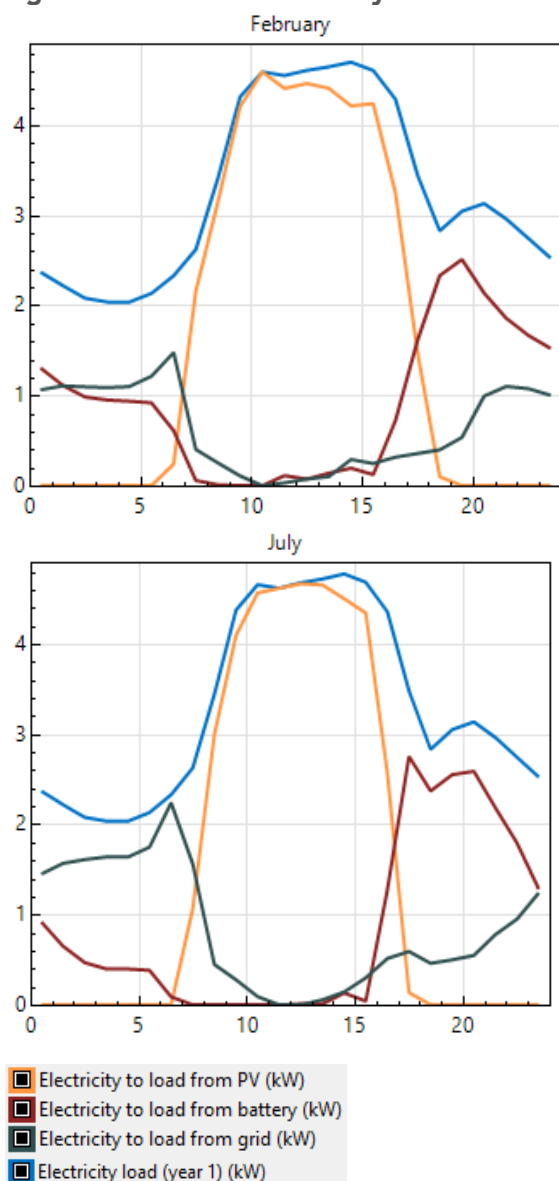 February
4
3
2
1
0
0 5 10 15 20
July
4
3
2
1
0
0 5 10 15 20
Electricity to load from PV (kW)
Electricity to load from battery (kW)
Electricity to load from grid (kW)
Electricity load (year 1) (kW)